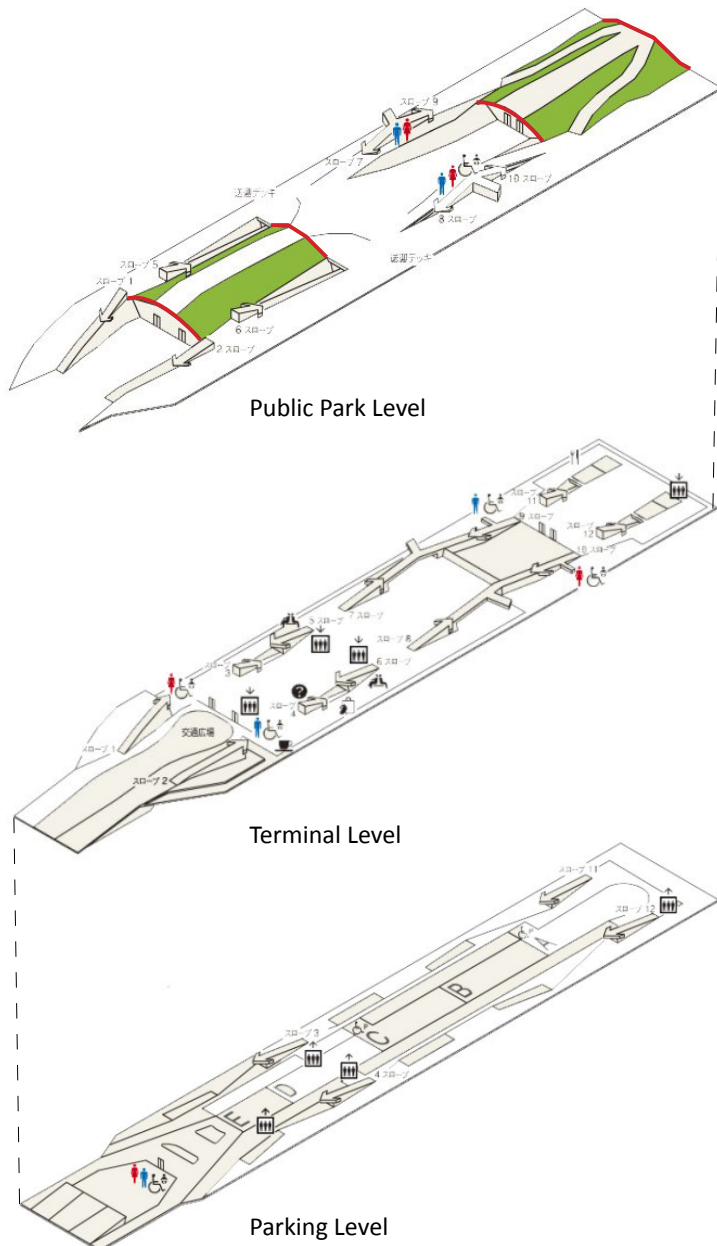 スロープ 9
スロープ 7
10 スロープ
8 スロープ
送迎デッキ
送迎デッキ
スロープ 5
スロープ 1
6 スロープ
2 スロープ
Public Park Level
スロープ 11
スロープ 12
9 スロープ
10 スロープ
7 スロープ
スロープ 8
5 スロープ
6 スロープ
スロープ 3
?
スロープ 4
交通広場
スロープ 1
スロープ 2
Terminal Level
スロープ 11
スロープ 12
A
B
C
スロープ 3
4 スロープ
D
E
Parking Level